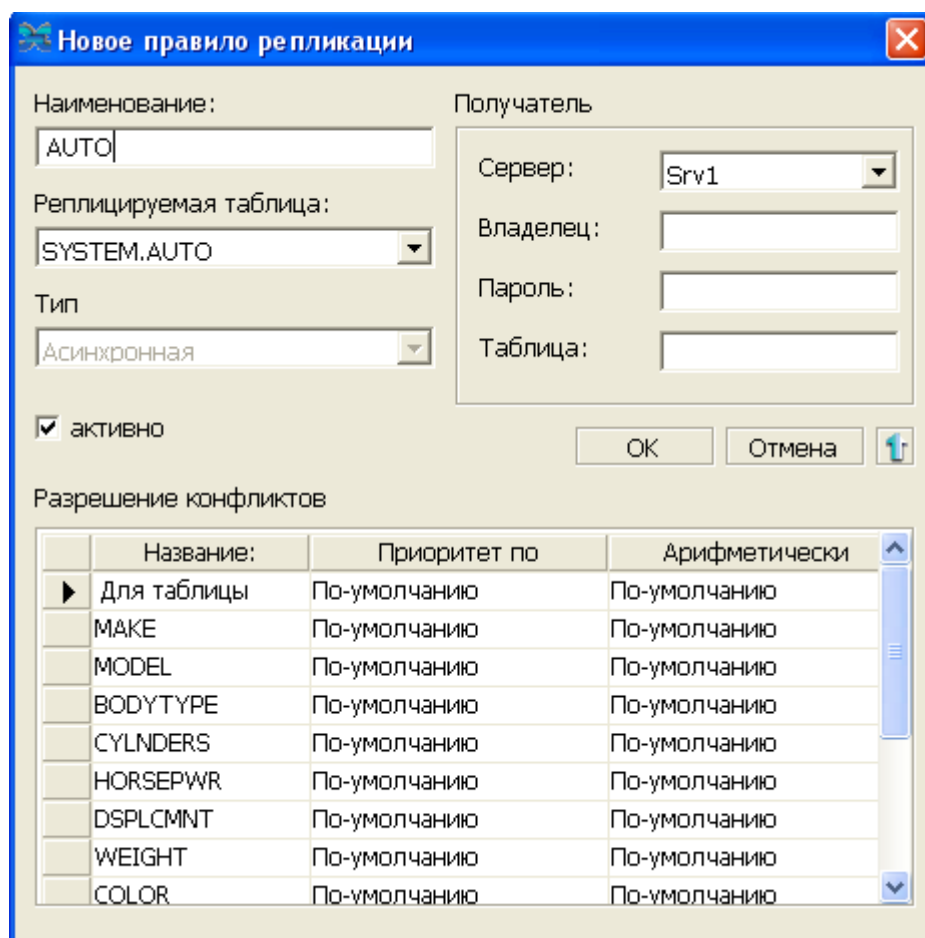 Новое правило репликации
Наименование:
AUTO
Реплицируемая таблица:
SYSTEM.AUTO
Тип
Асинхронная
активно
Получатель
Сервер: Srv1
Владелец:
Пароль:
Таблица:
OK Отмена
Разрешение конфликтов
Название: Приоритет по Арифметически
Для таблицы По-умолчанию По-умолчанию
MAKE По-умолчанию По-умолчанию
MODEL По-умолчанию По-умолчанию
BODYTYPE По-умолчанию По-умолчанию
CYLNDERS По-умолчанию По-умолчанию
HORSEPWR По-умолчанию По-умолчанию
DSPLCMNT По-умолчанию По-умолчанию
WEIGHT По-умолчанию По-умолчанию
COLOR По-умолчанию По-умолчанию